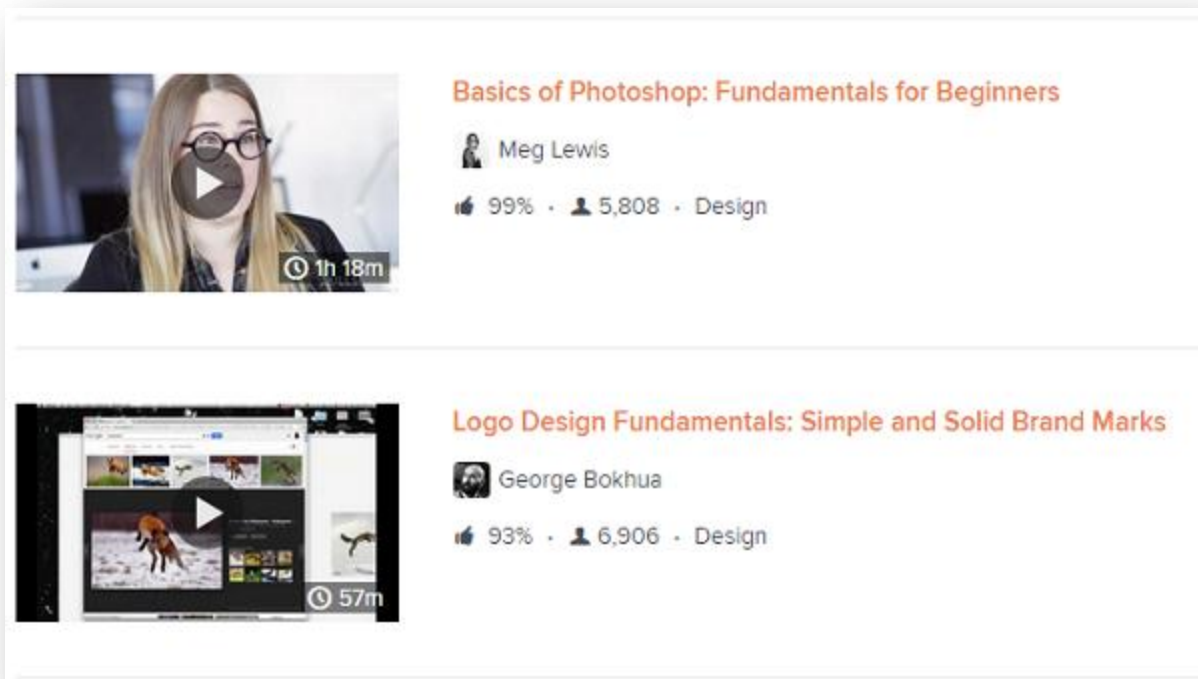 Basics of Photoshop: Fundamentals for Beginners
Meg Lewis
99% · 5,808 · Design
1h 18m
Logo Design Fundamentals: Simple and Solid Brand Marks
George Bokhua
93% · 6,906 · Design
57m